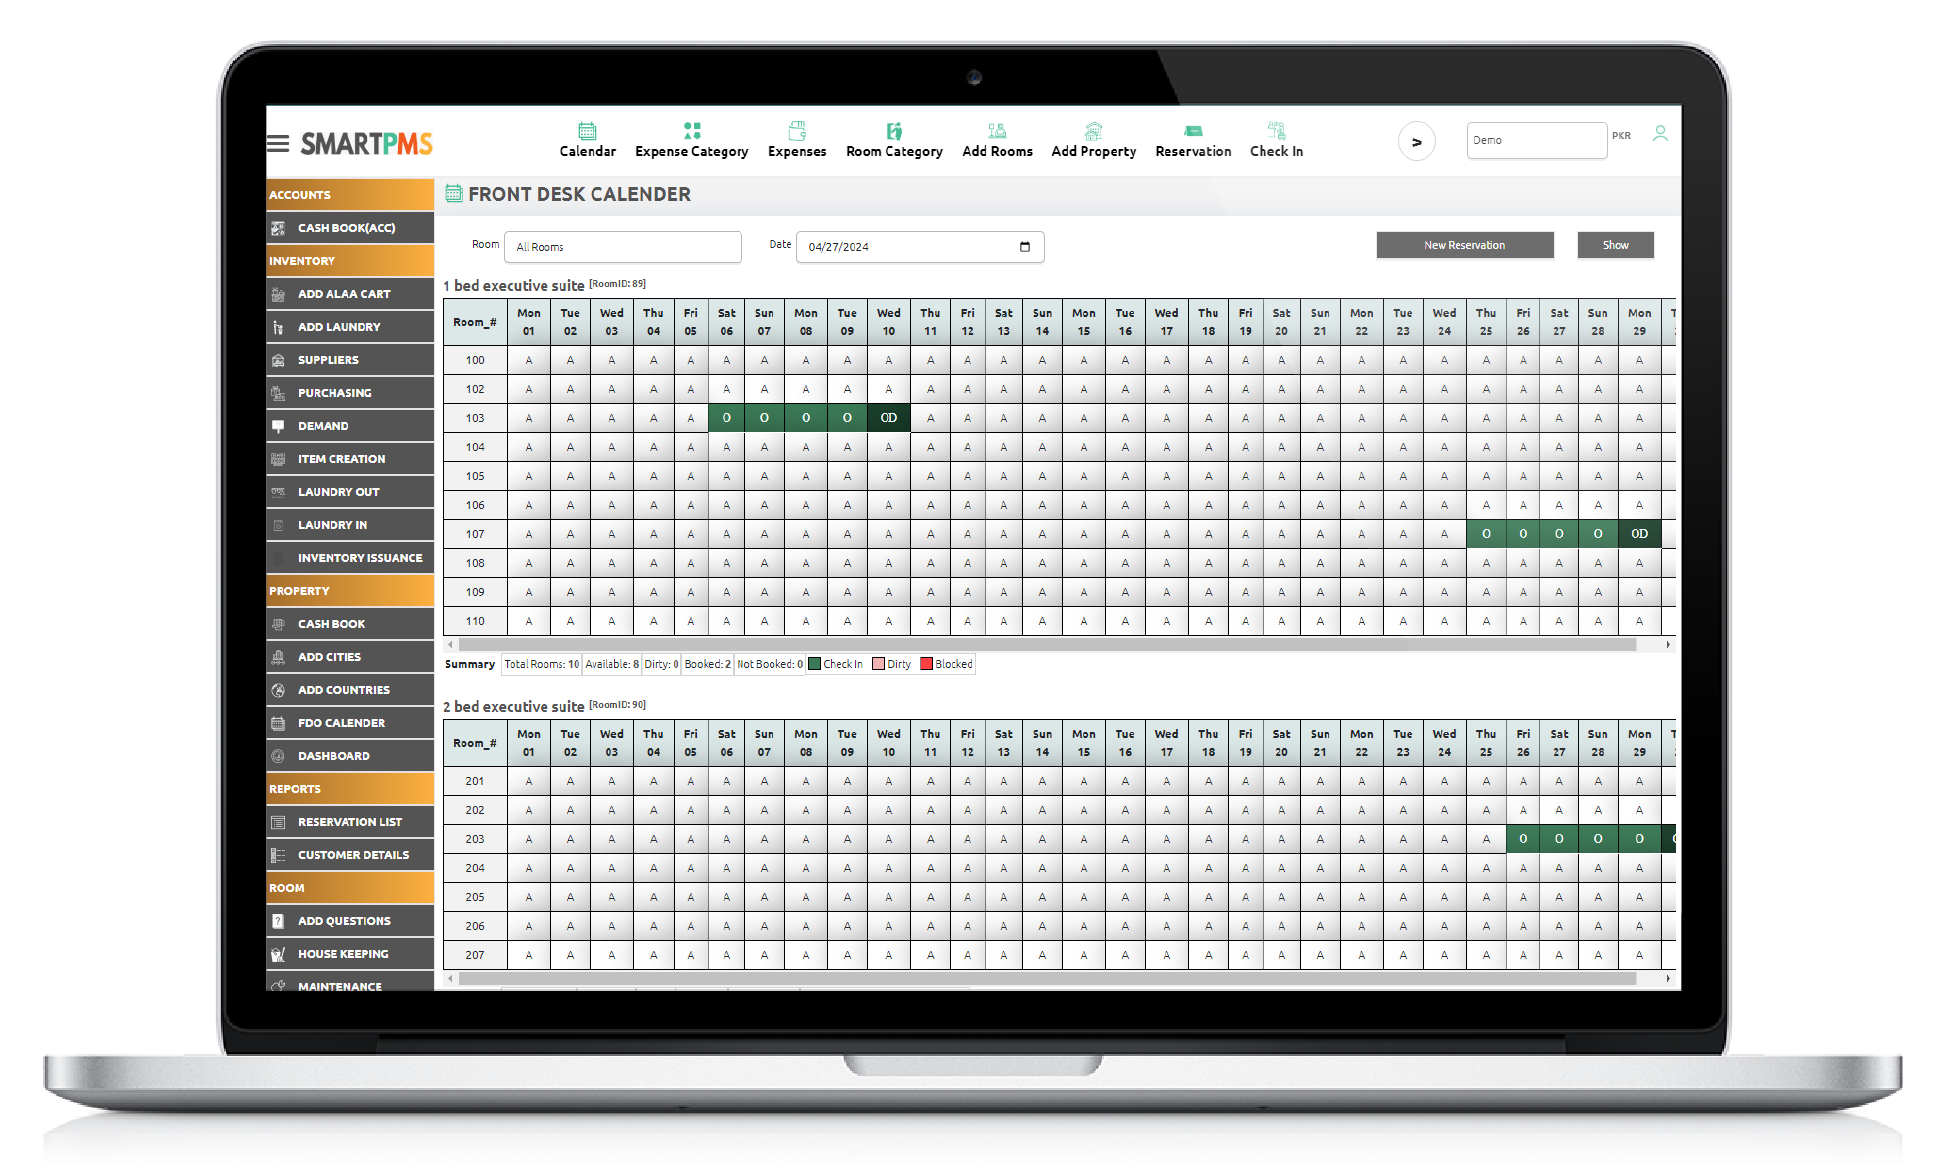 SMARTPMS
Calendar Expense Category Expenses Room Category Add Rooms Add Property Reservation Check In
>
Demo
PKR
ACCOUNTS
CASH BOOK(ACC)
INVENTORY
ADD ALAA CART
ADD LAUNDRY
SUPPLIERS
PURCHASING
DEMAND
ITEM CREATION
LAUNDRY OUT
LAUNDRY IN
INVENTORY ISSUANCE
PROPERTY
CASH BOOK
ADD CITIES
ADD COUNTRIES
FDO CALENDER
DASHBOARD
REPORTS
RESERVATION LIST
CUSTOMER DETAILS
ROOM
ADD QUESTIONS
HOUSE KEEPING
MAINTENANCE
FRONT DESK CALENDER
Room All Rooms Date 04/27/2024 New Reservation Show
1 bed executive suite [RoomID: 89]
Room_# Mon 01 Tue 02 Wed 03 Thu 04 Fri 05 Sat 06 Sun 07 Mon 08 Tue 09 Wed 10 Thu 11 Fri 12 Sat 13 Sun 14 Mon 15 Tue 16 Wed 17 Thu 18 Fri 19 Sat 20 Sun 21 Mon 22 Tue 23 Wed 24 Thu 25 Fri 26 Sat 27 Sun 28 Mon 29
100 A A A A A A A A A A A A A A A A A A A A A A A A A A A A A
102 A A A A A A A A A A A A A A A A A A A A A A A A A A A A A
103 A A A A A O O O O OD A A A A A A A A A A A A A A A A A A A
104 A A A A A A A A A A A A A A A A A A A A A A A A A A A A A
105 A A A A A A A A A A A A A A A A A A A A A A A A A A A A A
106 A A A A A A A A A A A A A A A A A A A A A A A A A A A A A
107 A A A A A A A A A A A A A A A A A A A A A A A A O O O O OD
108 A A A A A A A A A A A A A A A A A A A A A A A A A A A A A
109 A A A A A A A A A A A A A A A A A A A A A A A A A A A A A
110 A A A A A A A A A A A A A A A A A A A A A A A A A A A A A
Summary Total Rooms: 10 Available: 8 Dirty: 0 Booked: 2 Not Booked: 0 Check In Dirty Blocked
2 bed executive suite [RoomID: 90]
Room_# Mon 01 Tue 02 Wed 03 Thu 04 Fri 05 Sat 06 Sun 07 Mon 08 Tue 09 Wed 10 Thu 11 Fri 12 Sat 13 Sun 14 Mon 15 Tue 16 Wed 17 Thu 18 Fri 19 Sat 20 Sun 21 Mon 22 Tue 23 Wed 24 Thu 25 Fri 26 Sat 27 Sun 28 Mon 29
201 A A A A A A A A A A A A A A A A A A A A A A A A A A A A A
202 A A A A A A A A A A A A A A A A A A A A A A A A A A A A A
203 A A A A A A A A A A A A A A A A A A A A A A A A A O O O O
204 A A A A A A A A A A A A A A A A A A A A A A A A A A A A A
205 A A A A A A A A A A A A A A A A A A A A A A A A A A A A A
206 A A A A A A A A A A A A A A A A A A A A A A A A A A A A A
207 A A A A A A A A A A A A A A A A A A A A A A A A A A A A A